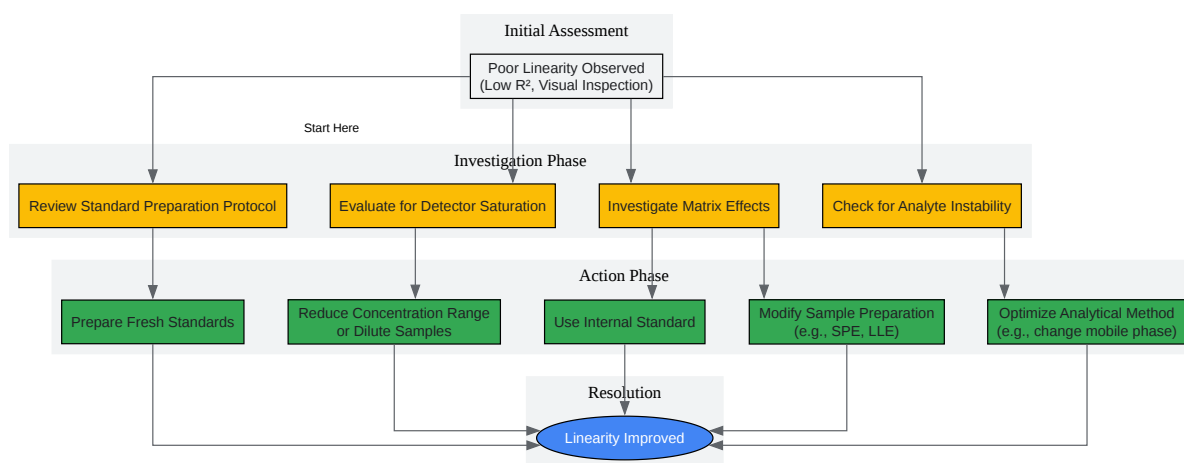 Initial Assessment
Poor Linearity Observed
(Low R², Visual Inspection)
Start Here
Investigation Phase
Review Standard Preparation Protocol
Evaluate for Detector Saturation
Investigate Matrix Effects
Check for Analyte Instability
Action Phase
Prepare Fresh Standards
Reduce Concentration Range
or Dilute Samples
Use Internal Standard
Modify Sample Preparation
(e.g., SPE, LLE)
Optimize Analytical Method
(e.g., change mobile phase)
Resolution
Linearity Improved